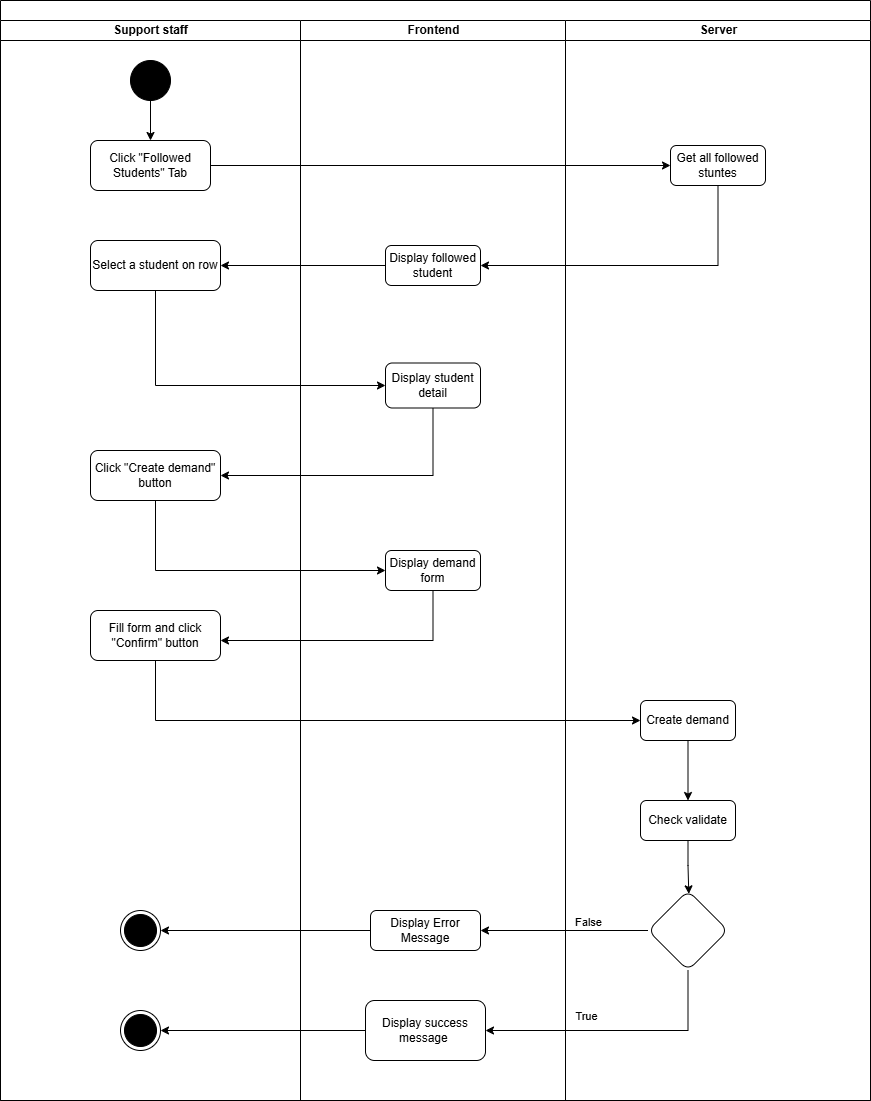 Support staff
Frontend
Server
Click "Followed
Students" Tab
Get all followed
stuntes
Select a student on row
Display followed
student
Display student
detail
Click "Create demand"
button
Display demand
form
Fill form and click
"Confirm" button
Create demand
Check validate
Display Error
Message
False
Display success
message
True